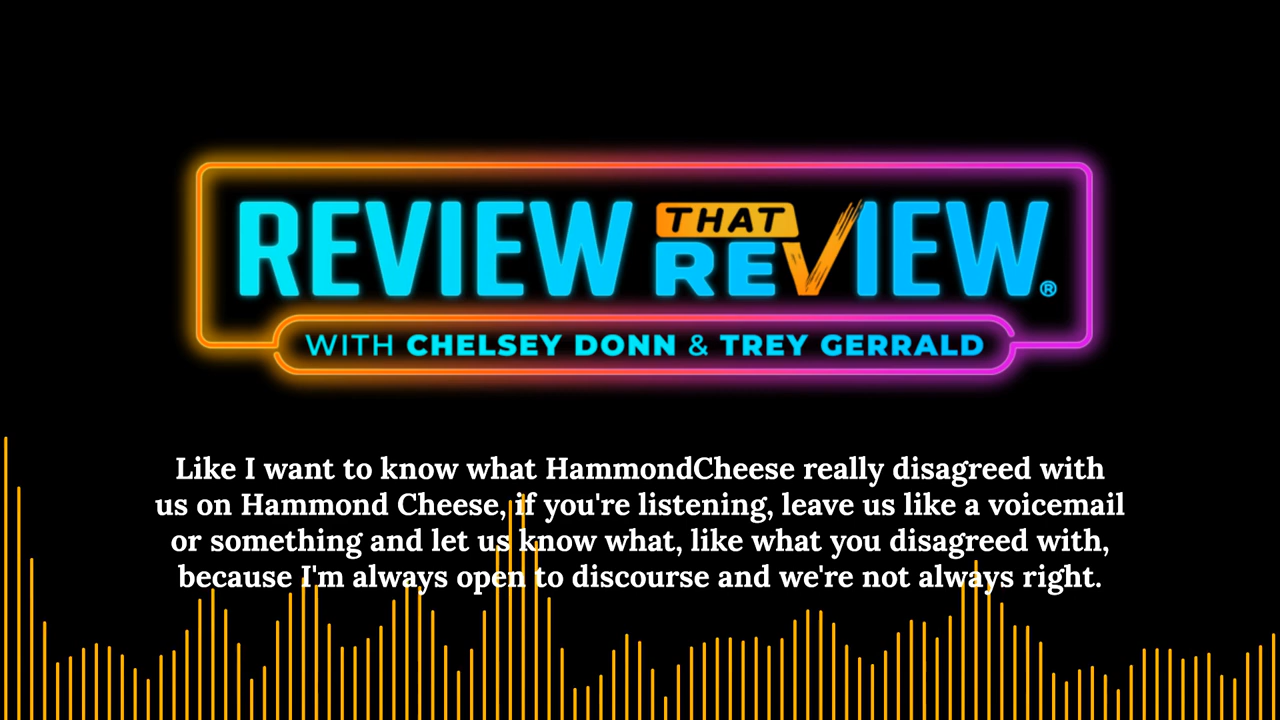 REVIEW THAT REVIEW®
WITH CHELSEY DONN & TREY GERRALD
Like I want to know what HammondCheese really disagreed with
us on Hammond Cheese, if you're listening, leave us like a voicemail
or something and let us know what, like what you disagreed with,
because I'm always open to discourse and we're not always right.